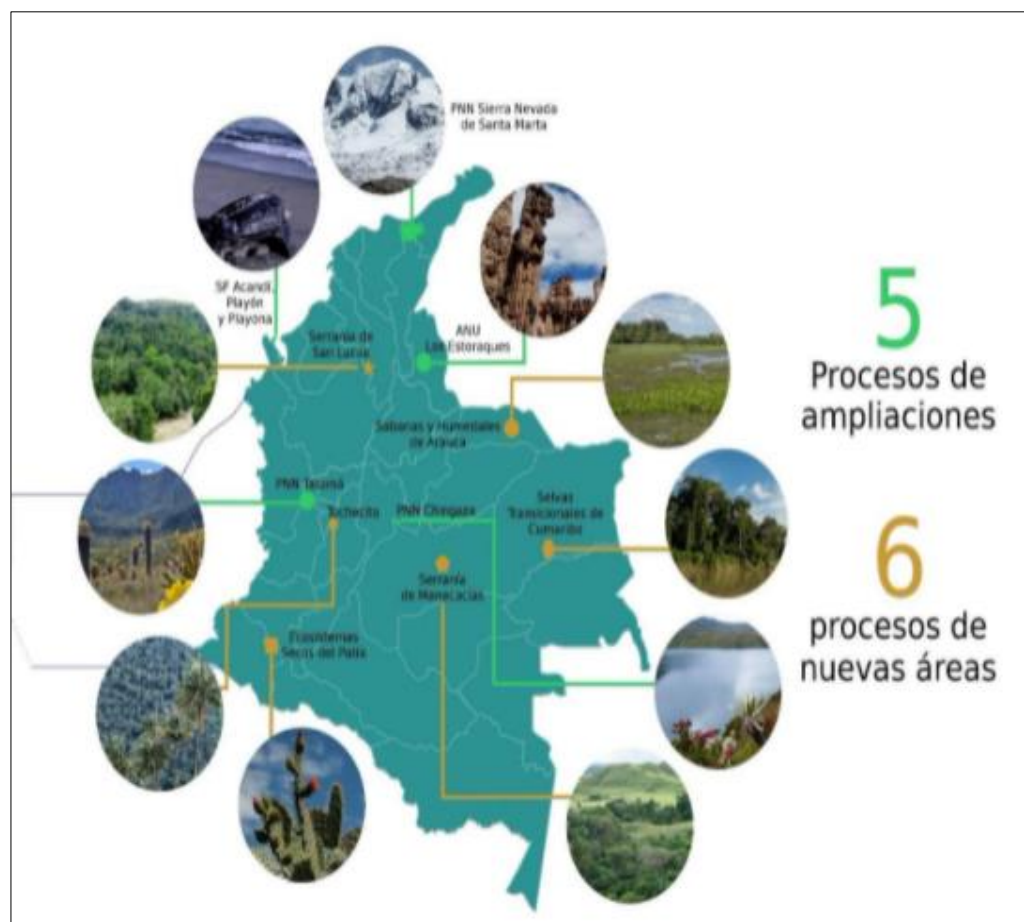 PNN Sierra Nevada
de Santa Marta
SF Acandí,
Playón
y Playona
Serranía de
San Lucas
ANU
Los Estoraques
Sabanas y Humedales
de Arauca
PNN Tatamá
Tochecito
PNN Chingaza
Selvas
Transicionales de
Cumaribo
Serranía
de Manacacías
Ecosistemas
Secos del Patía
5
Procesos de
ampliaciones
6
procesos de
nuevas áreas